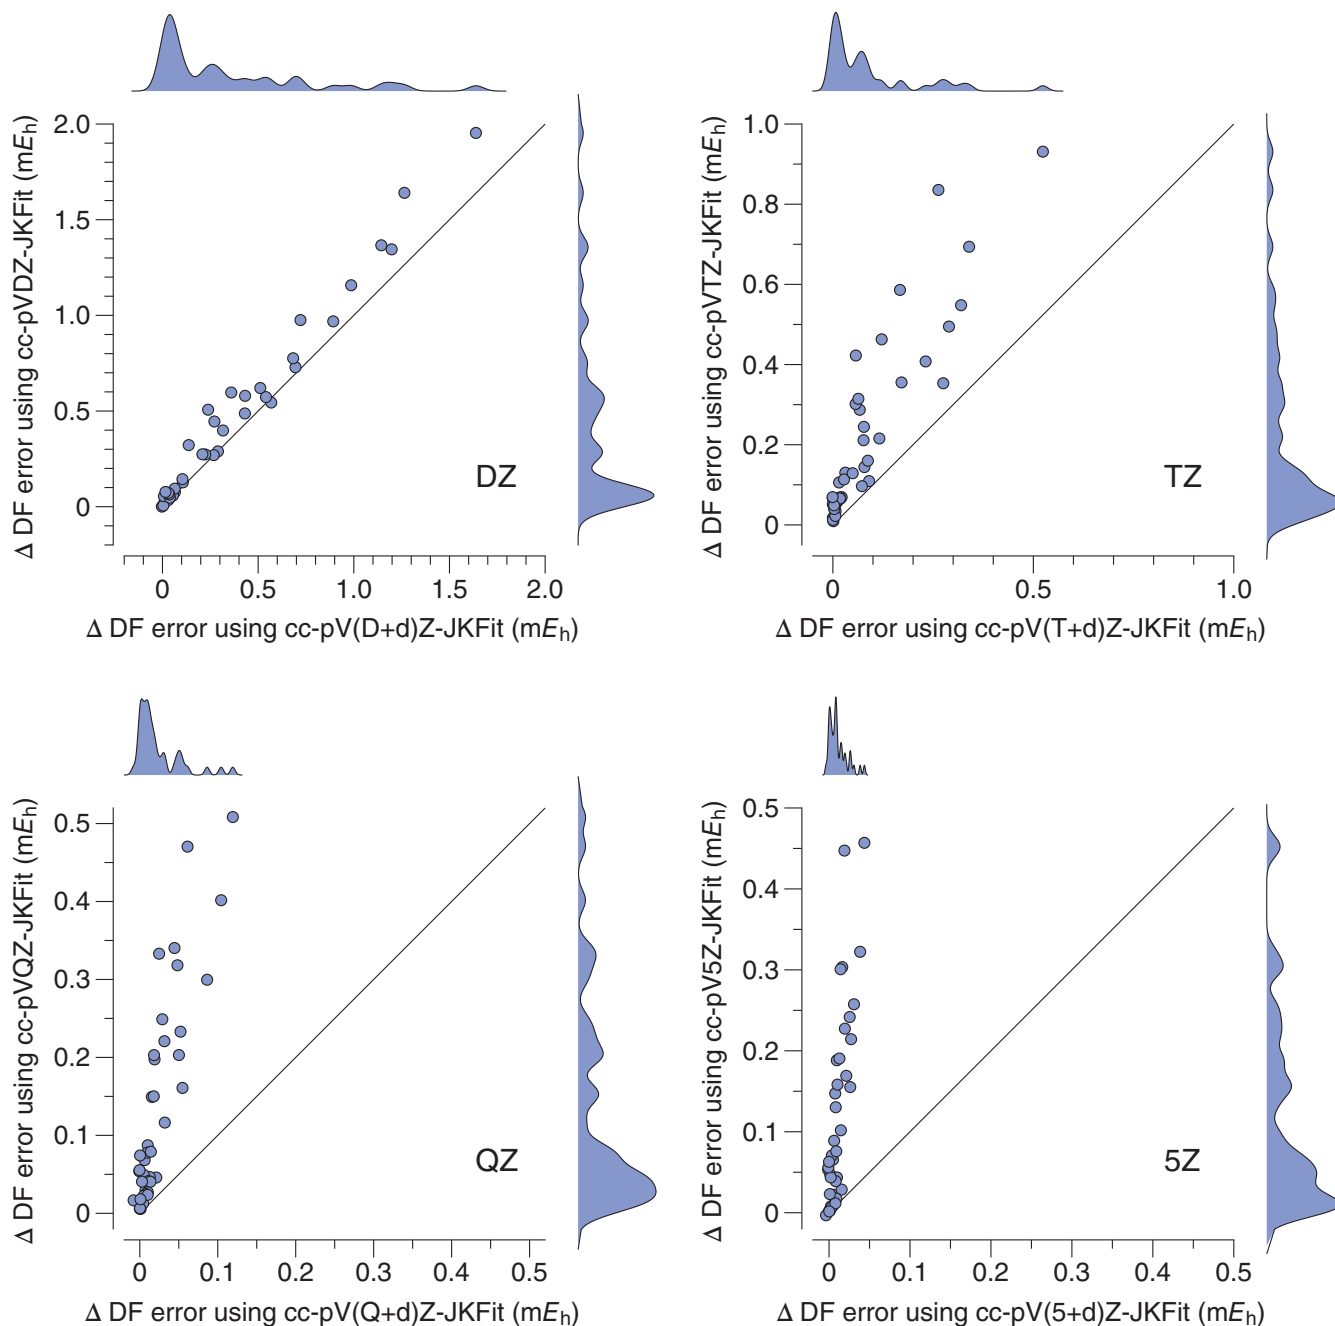 Δ DF error using cc-pVDZ-JKFit (mEh)
2.0
1.5
1.0
0.5
0
DZ
0 0.5 1.0 1.5 2.0
Δ DF error using cc-pV(D+d)Z-JKFit (mEh)
Δ DF error using cc-pVTZ-JKFit (mEh)
1.0
0.8
0.6
0.4
0.2
0
TZ
0 0.5 1.0
Δ DF error using cc-pV(T+d)Z-JKFit (mEh)
Δ DF error using cc-pVQZ-JKFit (mEh)
0.5
0.4
0.3
0.2
0.1
0
QZ
0 0.1 0.2 0.3 0.4 0.5
Δ DF error using cc-pV(Q+d)Z-JKFit (mEh)
Δ DF error using cc-pV5Z-JKFit (mEh)
0.5
0.4
0.3
0.2
0.1
0
5Z
0 0.1 0.2 0.3 0.4 0.5
Δ DF error using cc-pV(5+d)Z-JKFit (mEh)